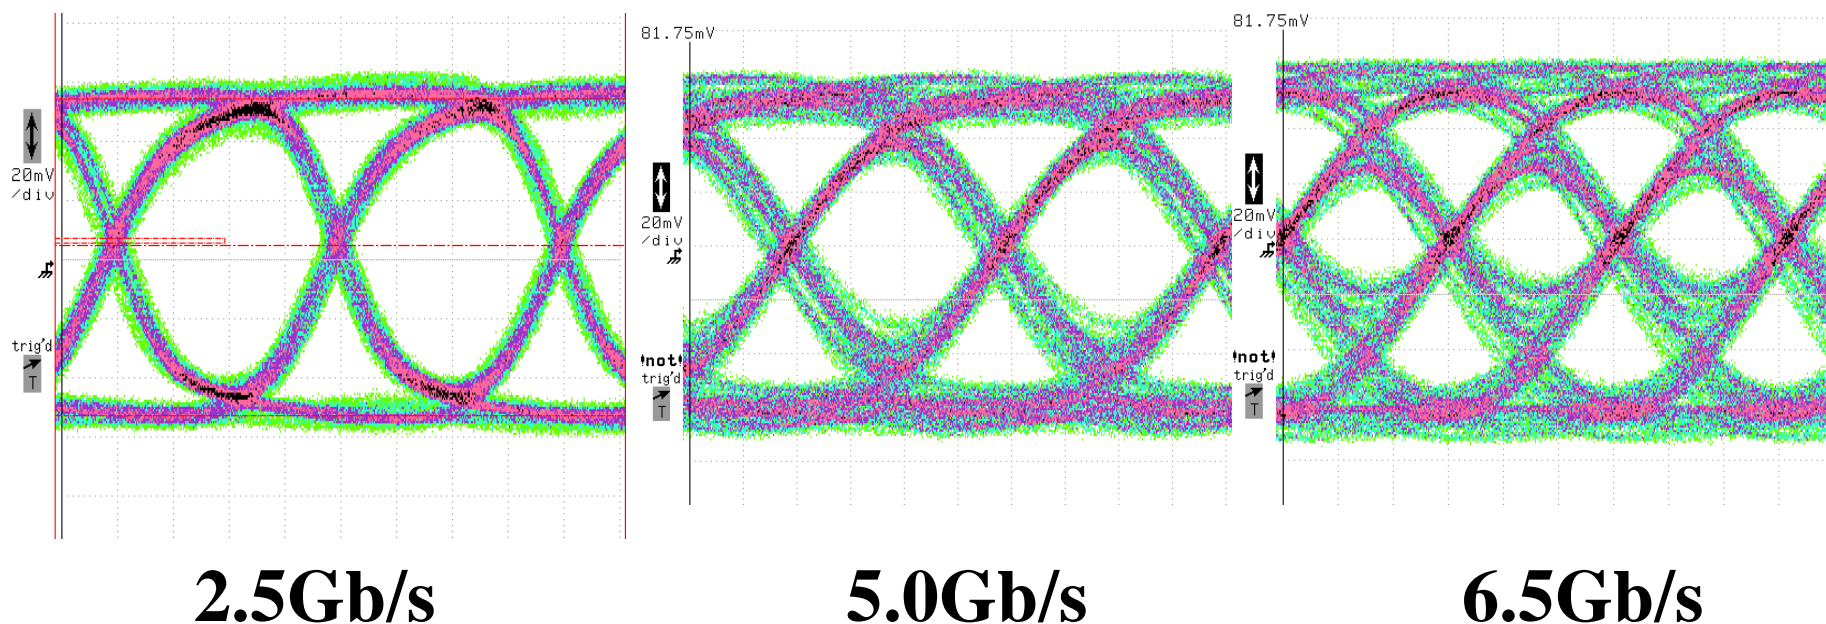 20mV
/div
trig'd
T
2.5Gb/s
81.75mV
20mV
/div
!not!
trig'd
T
5.0Gb/s
81.75mV
20mV
/div
!not!
trig'd
T
6.5Gb/s